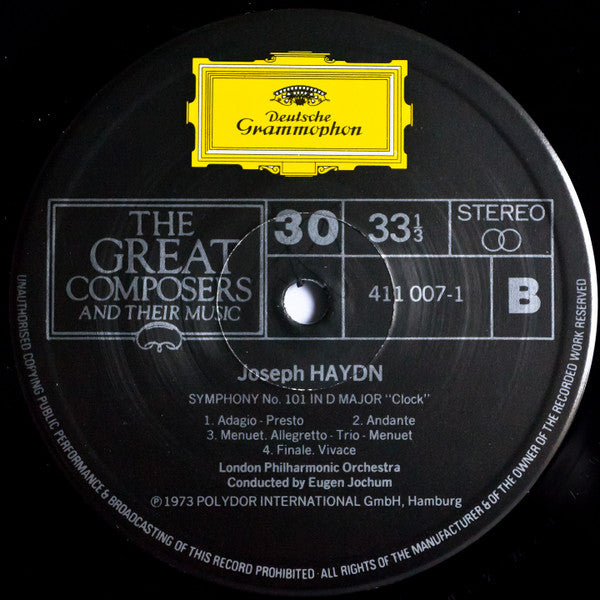 Deutsche
Grammophon
THE
GREAT
COMPOSERS
AND THEIR MUSIC
30
33 1/3
STEREO
411 007-1
B
Joseph HAYDN
SYMPHONY No. 101 IN D MAJOR "Clock"
1. Adagio - Presto 2. Andante
3. Menuet. Allegretto - Trio - Menuet
4. Finale. Vivace
London Philharmonic Orchestra
Conducted by Eugen Jochum
℗ 1973 POLYDOR INTERNATIONAL GmbH, Hamburg
UNAUTHORISED COPYING PUBLIC PERFORMANCE & BROADCASTING OF THIS RECORD PROHIBITED · ALL RIGHTS OF THE MANUFACTURER & OF THE OWNER OF THE RECORDED WORK RESERVED